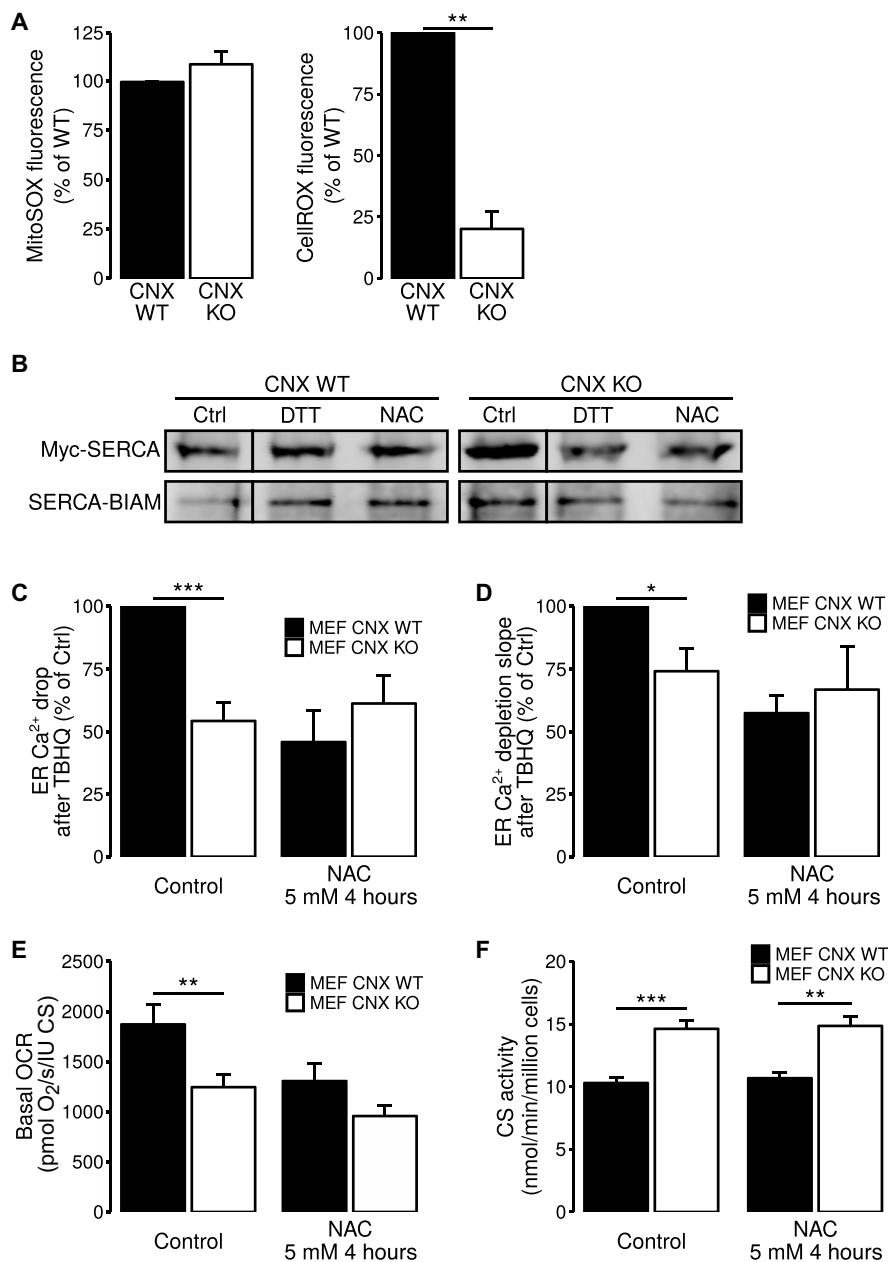 A
MitoSOX fluorescence
(% of WT)
125
100
75
50
25
0
CNX
WT
CNX
KO
CellROX fluorescence
(% of WT)
100
75
50
25
0
**
CNX
WT
CNX
KO
B
CNX WT
CNX KO
Ctrl
DTT
NAC
Ctrl
DTT
NAC
Myc-SERCA
SERCA-BIAM
C
ER Ca2+ drop
after TBHQ (% of Ctrl)
100
75
50
25
0
***
MEF CNX WT
MEF CNX KO
Control
NAC
5 mM 4 hours
D
ER Ca2+ depletion slope
after TBHQ (% of Ctrl)
100
75
50
25
0
*
MEF CNX WT
MEF CNX KO
Control
NAC
5 mM 4 hours
E
Basal OCR
(pmol O2/s/IU CS)
2500
2000
1500
1000
500
0
**
MEF CNX WT
MEF CNX KO
Control
NAC
5 mM 4 hours
F
CS activity
(nmol/min/million cells)
20
15
10
5
0
***
**
MEF CNX WT
MEF CNX KO
Control
NAC
5 mM 4 hours